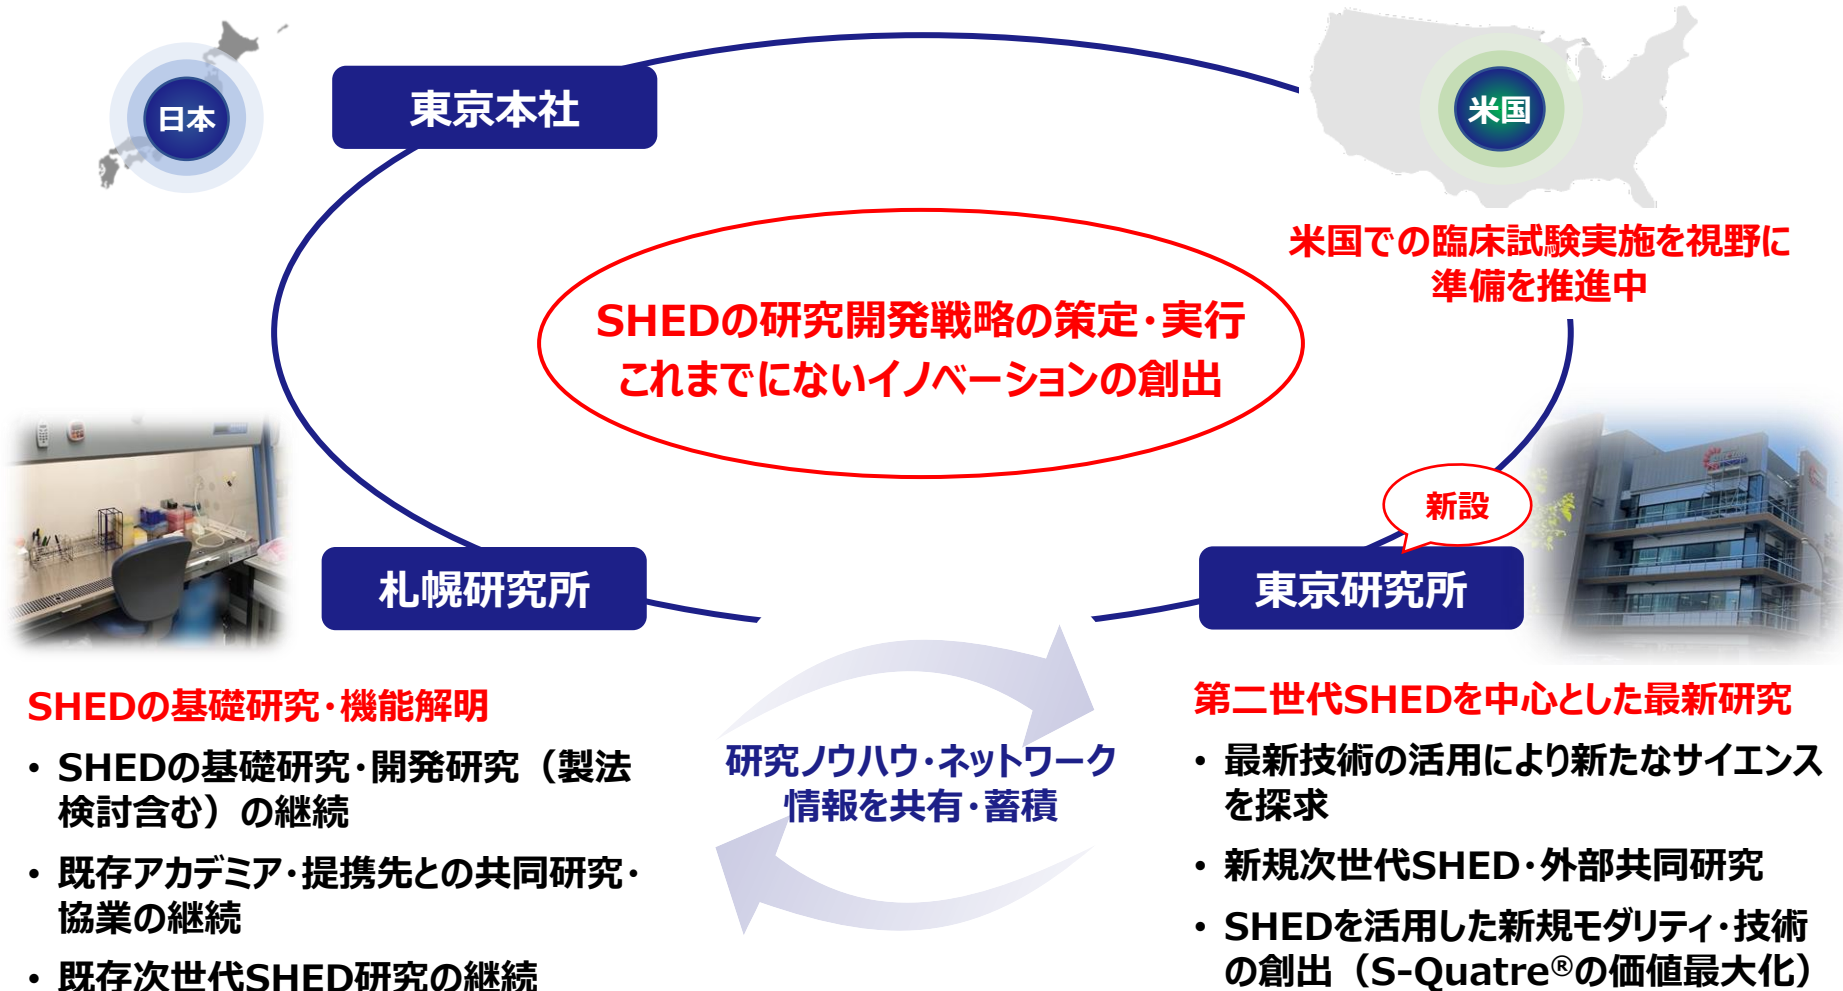 日本
東京本社
米国
米国での臨床試験実施を視野に
準備を推進中
SHEDの研究開発戦略の策定・実行
これまでにないイノベーションの創出
新設
札幌研究所
東京研究所
SHEDの基礎研究・機能解明
・SHEDの基礎研究・開発研究（製法
検討含む）の継続
・既存アカデミア・提携先との共同研究・
協業の継続
・既存次世代SHED研究の継続
研究ノウハウ・ネットワーク
情報を共有・蓄積
第二世代SHEDを中心とした最新研究
・最新技術の活用により新たなサイエンス
を探求
・新規次世代SHED・外部共同研究
・SHEDを活用した新規モダリティ・技術
の創出（S-Quatre®の価値最大化）